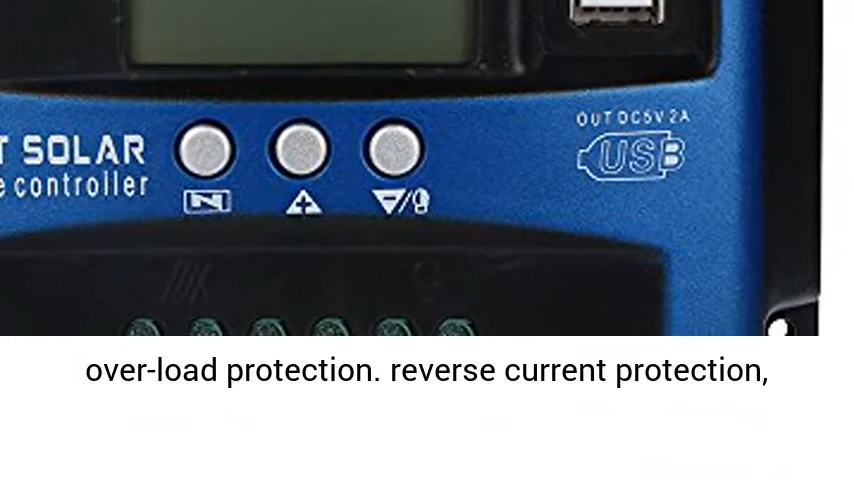 OUT DC5V 2A
T SOLAR
USB
e controller
over-load protection. reverse current protection,